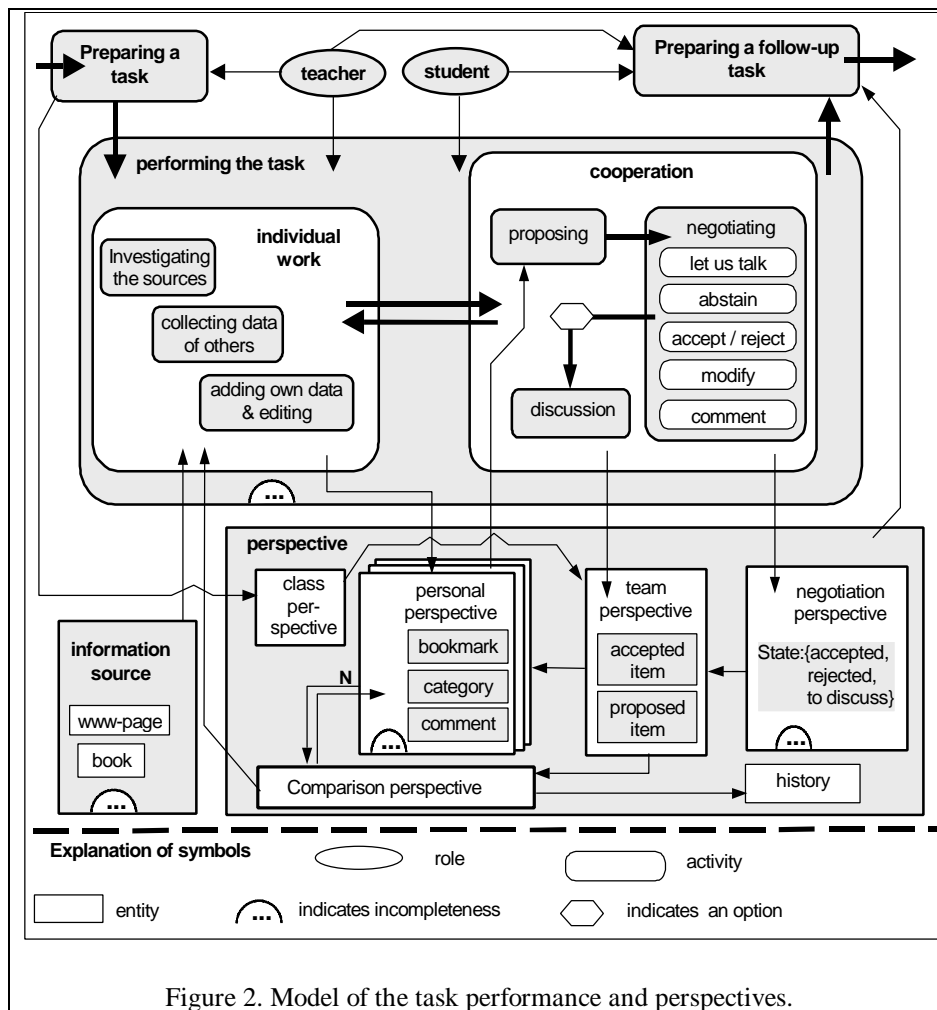 Preparing a
task
teacher
student
Preparing a follow-up
task
performing the task
cooperation
individual
work
Investigating
the sources
collecting data
of others
adding own data
& editing
proposing
negotiating
let us talk
abstain
accept / reject
modify
comment
discussion
...
perspective
class
per-
spective
personal
perspective
bookmark
category
comment
...
N
team
perspective
accepted
item
proposed
item
negotiation
perspective
State:{accepted,
rejected,
to discuss}
...
information
source
www-page
book
...
Comparison perspective
history
Explanation of symbols
role
activity
entity
...
indicates incompleteness
indicates an option
Figure 2. Model of the task performance and perspectives.